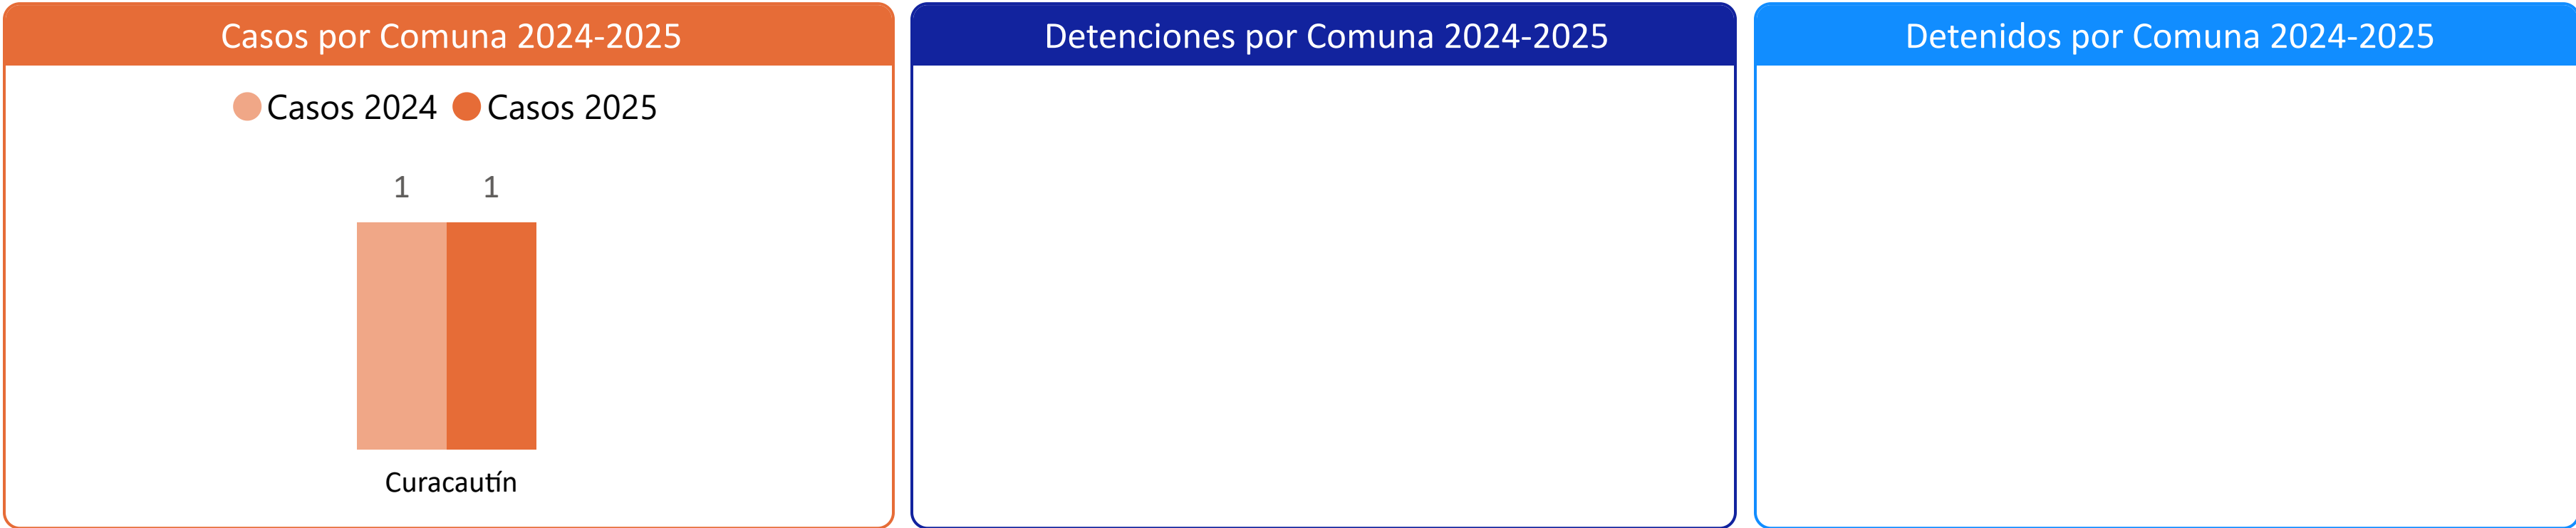 Casos por Comuna 2024-2025
Casos 2024 Casos 2025
1 1
Curacautín
Detenciones por Comuna 2024-2025
Detenidos por Comuna 2024-2025